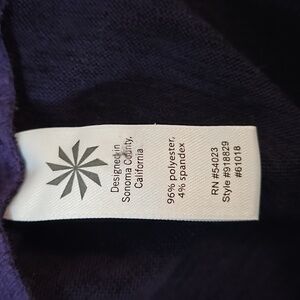 Designed in
Sonoma County,
California
96% polyester,
4% spandex
RN #54023
Style #918829
#61018